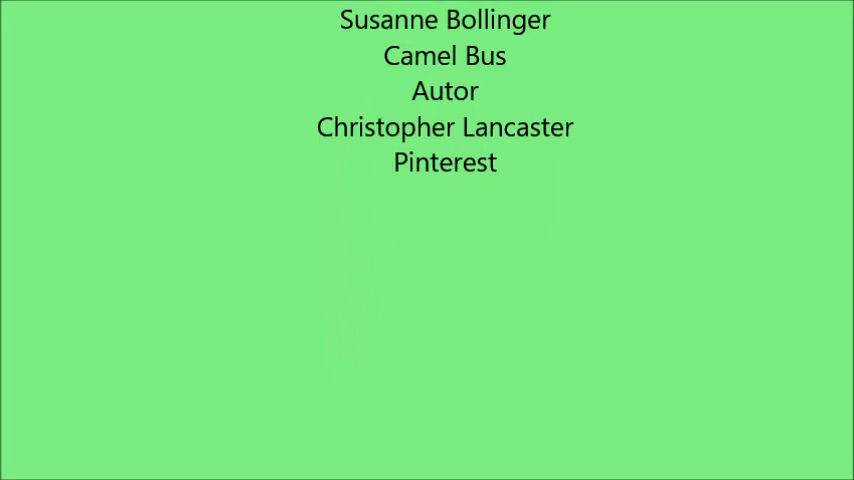 Susanne Bollinger
Camel Bus
Autor
Christopher Lancaster
Pinterest